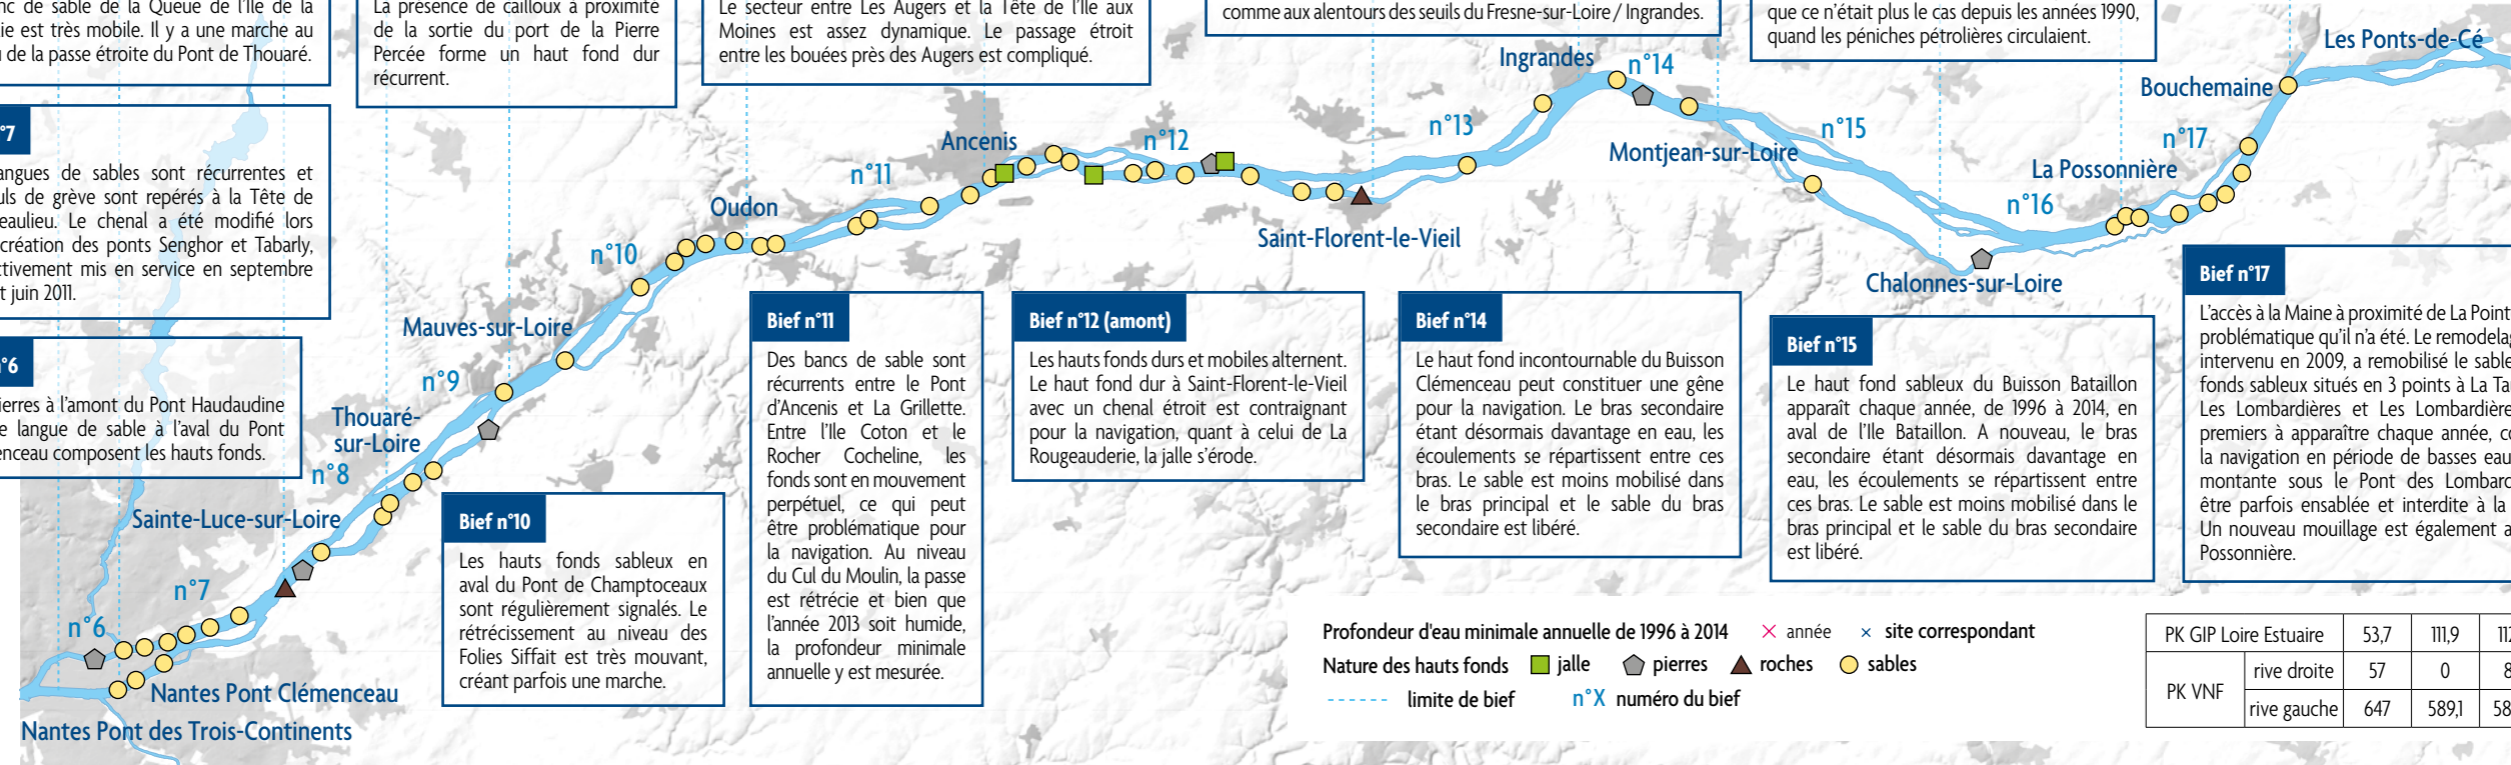 nc de sable de la Queue de l'Ile de la
ie est très mobile. Il y a une marche au
de la passe étroite du Pont de Thouaré.
La présence de cailloux à proximité
de la sortie du port de la Pierre
Percée forme un haut fond dur
récurrent.
Le secteur entre Les Augers et la Tête de l'Ile aux
Moines est assez dynamique. Le passage étroit
entre les bouées près des Augers est compliqué.
comme aux alentours des seuils du Fresne-sur-Loire / Ingrandes.
que ce n'était plus le cas depuis les années 1990,
quand les péniches pétrolières circulaient.
Les Ponts-de-Cé
Bouchemaine
Ingrandes
n°14
n°17
n°15
n°13
Montjean-sur-Loire
La Possonnière
n°16
Ancenis
n°12
n°11
Oudon
Saint-Florent-le-Vieil
Chalonnes-sur-Loire
n°10
Mauves-sur-Loire
n°9
Thouaré-
sur-Loire
n°8
Sainte-Luce-sur-Loire
n°7
n°6
Nantes Pont Clémenceau
Nantes Pont des Trois-Continents
°7
angues de sables sont récurrentes et
uls de grève sont repérés à la Tête de
eaulieu. Le chenal a été modifié lors
création des ponts Senghor et Tabarly,
ctivement mis en service en septembre
t juin 2011.
°6
ierres à l'amont du Pont Haudaudine
e langue de sable à l'aval du Pont
enceau composent les hauts fonds.
Bief n°10
Les hauts fonds sableux en
aval du Pont de Champtoceaux
sont régulièrement signalés. Le
rétrécissement au niveau des
Folies Siffait est très mouvant,
créant parfois une marche.
Bief n°11
Des bancs de sable sont
récurrents entre le Pont
d'Ancenis et La Grillette.
Entre l'Ile Coton et le
Rocher Cocheline, les
fonds sont en mouvement
perpétuel, ce qui peut
être problématique pour
la navigation. Au niveau
du Cul du Moulin, la passe
est rétrécie et bien que
l'année 2013 soit humide,
la profondeur minimale
annuelle y est mesurée.
Bief n°12 (amont)
Les hauts fonds durs et mobiles alternent.
Le haut fond dur à Saint-Florent-le-Vieil
avec un chenal étroit est contraignant
pour la navigation, quant à celui de La
Rougeauderie, la jalle s'érode.
Bief n°14
Le haut fond incontournable du Buisson
Clémenceau peut constituer une gêne
pour la navigation. Le bras secondaire
étant désormais davantage en eau, les
écoulements se répartissent entre ces
bras. Le sable est moins mobilisé dans
le bras principal et le sable du bras
secondaire est libéré.
Bief n°15
Le haut fond sableux du Buisson Bataillon
apparaît chaque année, de 1996 à 2014, en
aval de l'Ile Bataillon. A nouveau, le bras
secondaire étant désormais davantage en
eau, les écoulements se répartissent entre
ces bras. Le sable est moins mobilisé dans le
bras principal et le sable du bras secondaire
est libéré.
Bief n°17
L'accès à la Maine à proximité de La Point
problématique qu'il n'a été. Le remodelag
intervenu en 2009, a remobilisé le sable
fonds sableux situés en 3 points à La Ta
Les Lombardières et Les Lombardière
premiers à apparaître chaque année, c
la navigation en période de basses eau
montante sous le Pont des Lombard
être parfois ensablée et interdite à la
Un nouveau mouillage est également a
Possonnière.
Profondeur d'eau minimale annuelle de 1996 à 2014 × année × site correspondant
Nature des hauts fonds jalle pierres roches sables
limite de bief n°X numéro du bief
PK GIP Loire Estuaire 53,7 111,9 112
PK VNF rive droite 57 0 8
rive gauche 647 589,1 58